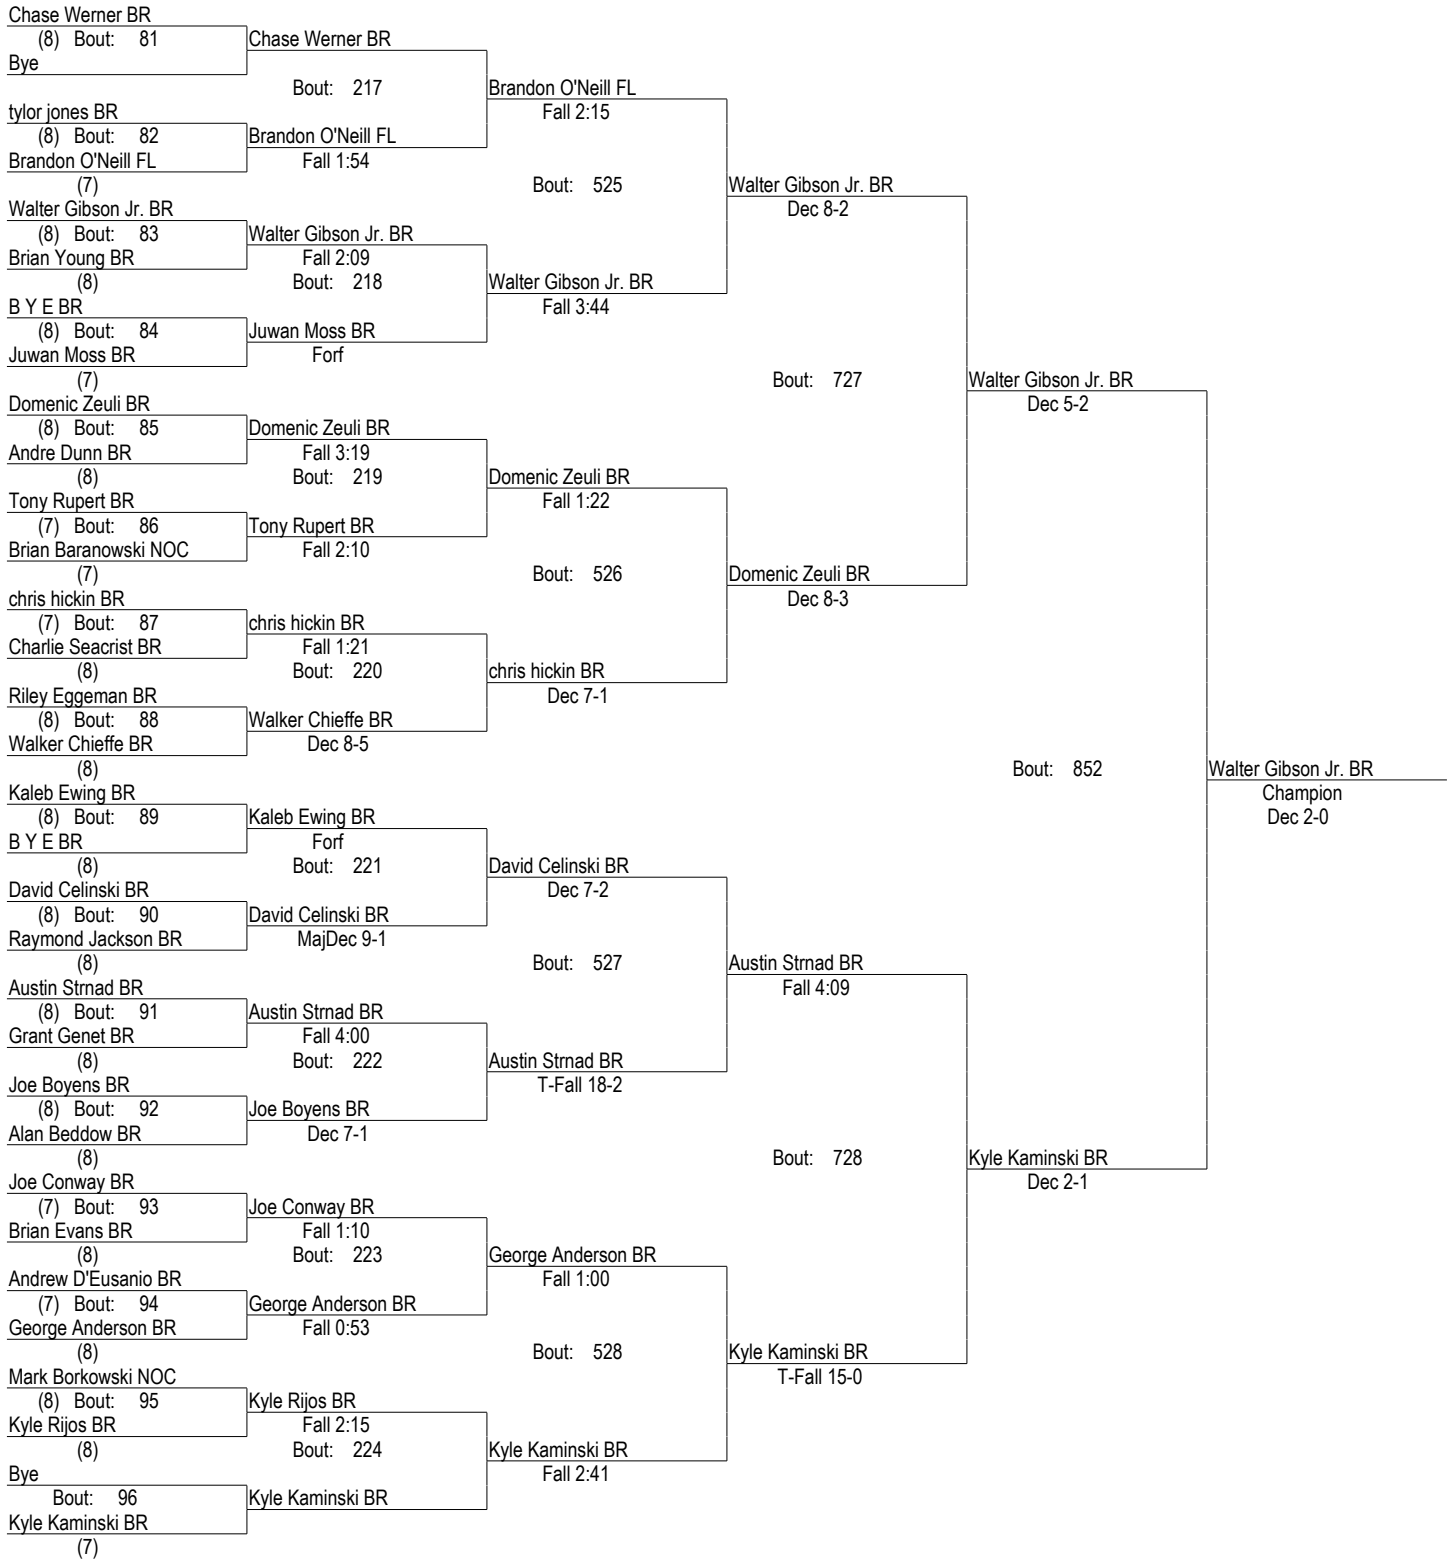 Chase Werner BR
(8) Bout: 81
Bye
Chase Werner BR
Bout: 217
tylor jones BR
(8) Bout: 82
Brandon O'Neill FL
(7)
Brandon O'Neill FL
Fall 1:54
Brandon O'Neill FL
Fall 2:15
Bout: 525
Walter Gibson Jr. BR
(8) Bout: 83
Brian Young BR
(8)
Walter Gibson Jr. BR
Fall 2:09
Bout: 218
B Y E BR
(8) Bout: 84
Juwan Moss BR
(7)
Juwan Moss BR
Forf
Walter Gibson Jr. BR
Fall 3:44
Walter Gibson Jr. BR
Dec 8-2
Bout: 727
Domenic Zeuli BR
(8) Bout: 85
Andre Dunn BR
(8)
Domenic Zeuli BR
Fall 3:19
Bout: 219
Tony Rupert BR
(7) Bout: 86
Brian Baranowski NOC
(7)
Tony Rupert BR
Fall 2:10
Domenic Zeuli BR
Fall 1:22
Bout: 526
chris hickin BR
(7) Bout: 87
Charlie Seacrist BR
(8)
chris hickin BR
Fall 1:21
Bout: 220
Riley Eggeman BR
(8) Bout: 88
Walker Chieffe BR
(8)
Walker Chieffe BR
Dec 8-5
chris hickin BR
Dec 7-1
Domenic Zeuli BR
Dec 8-3
Walter Gibson Jr. BR
Dec 5-2
Bout: 852
Walter Gibson Jr. BR
Champion
Dec 2-0
Kaleb Ewing BR
(8) Bout: 89
B Y E BR
(8)
Kaleb Ewing BR
Forf
Bout: 221
David Celinski BR
(8) Bout: 90
Raymond Jackson BR
(8)
David Celinski BR
MajDec 9-1
David Celinski BR
Dec 7-2
Bout: 527
Austin Strnad BR
(8) Bout: 91
Grant Genet BR
(8)
Austin Strnad BR
Fall 4:00
Bout: 222
Joe Boyens BR
(8) Bout: 92
Alan Beddow BR
(8)
Joe Boyens BR
Dec 7-1
Austin Strnad BR
T-Fall 18-2
Austin Strnad BR
Fall 4:09
Bout: 728
Joe Conway BR
(7) Bout: 93
Brian Evans BR
(8)
Joe Conway BR
Fall 1:10
Bout: 223
Andrew D'Eusanio BR
(7) Bout: 94
George Anderson BR
(8)
George Anderson BR
Fall 0:53
George Anderson BR
Fall 1:00
Bout: 528
Mark Borkowski NOC
(8) Bout: 95
Kyle Rijos BR
(8)
Kyle Rijos BR
Fall 2:15
Bout: 224
Bye
Bout: 96
Kyle Kaminski BR
(7)
Kyle Kaminski BR
Kyle Kaminski BR
Fall 2:41
Kyle Kaminski BR
T-Fall 15-0
Kyle Kaminski BR
Dec 2-1